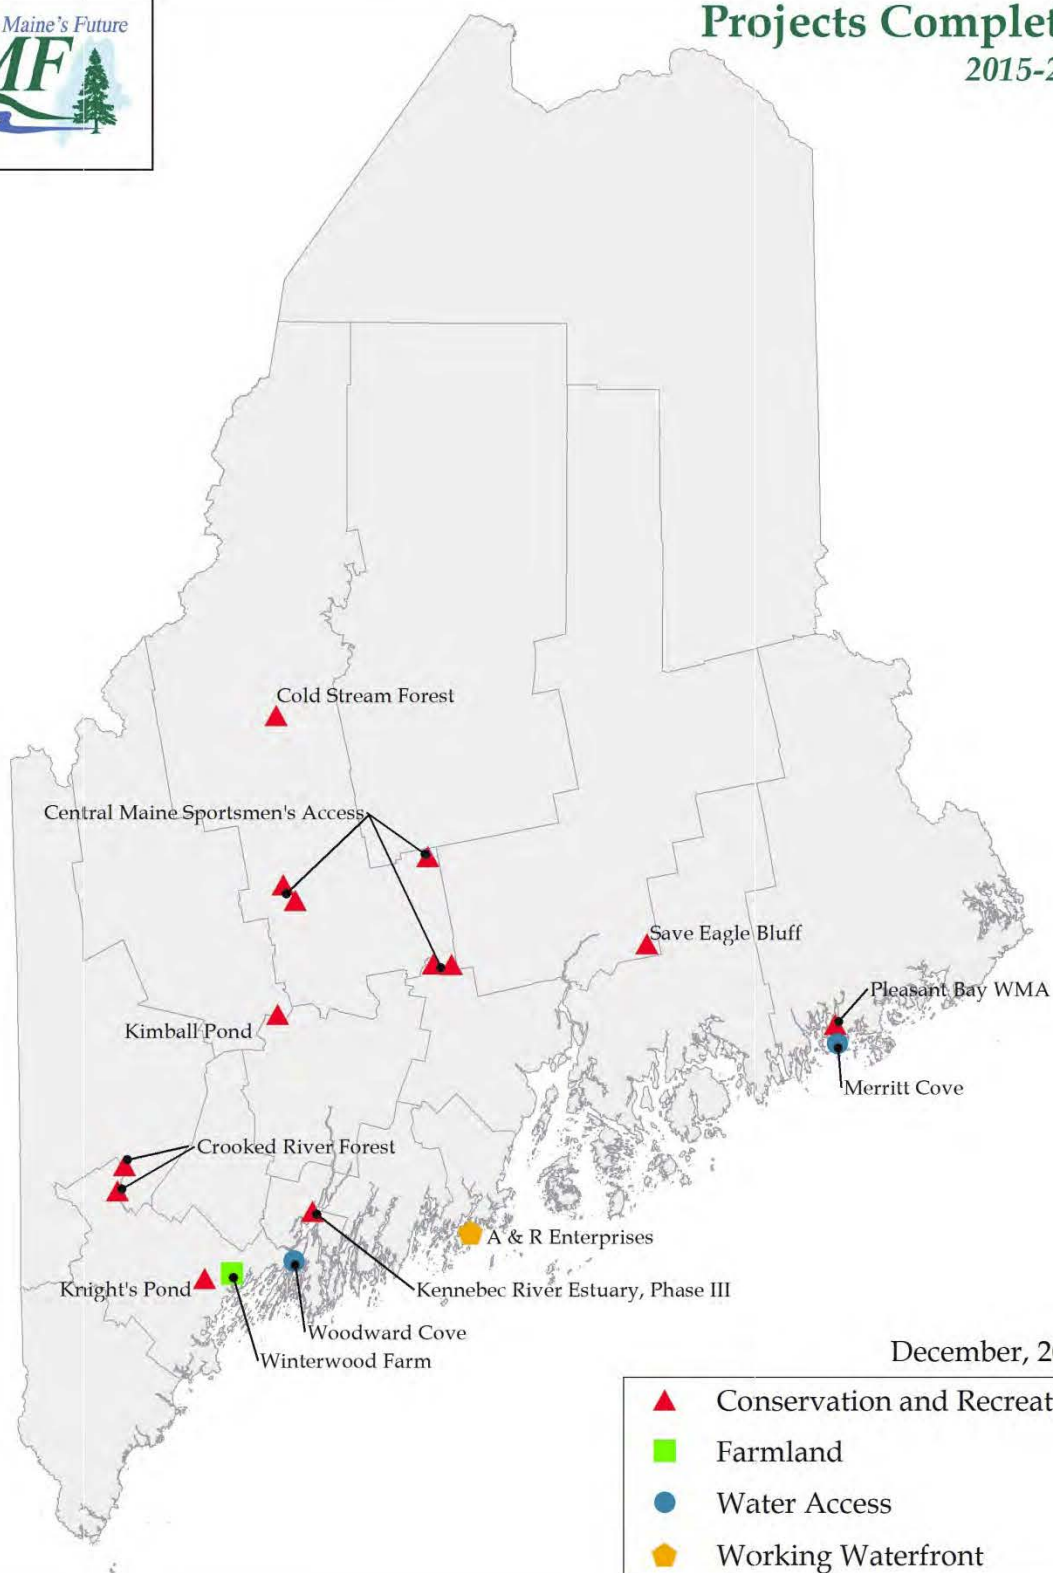 Maine's Future
MF
Projects Complet
2015-2
Cold Stream Forest
Central Maine Sportsmen's Access
Save Eagle Bluff
Pleasant Bay WMA
Kimball Pond
Merritt Cove
Crooked River Forest
A & R Enterprises
Knight's Pond
Kennebec River Estuary, Phase III
Woodward Cove
Winterwood Farm
December, 20
Conservation and Recreat
Farmland
Water Access
Working Waterfront